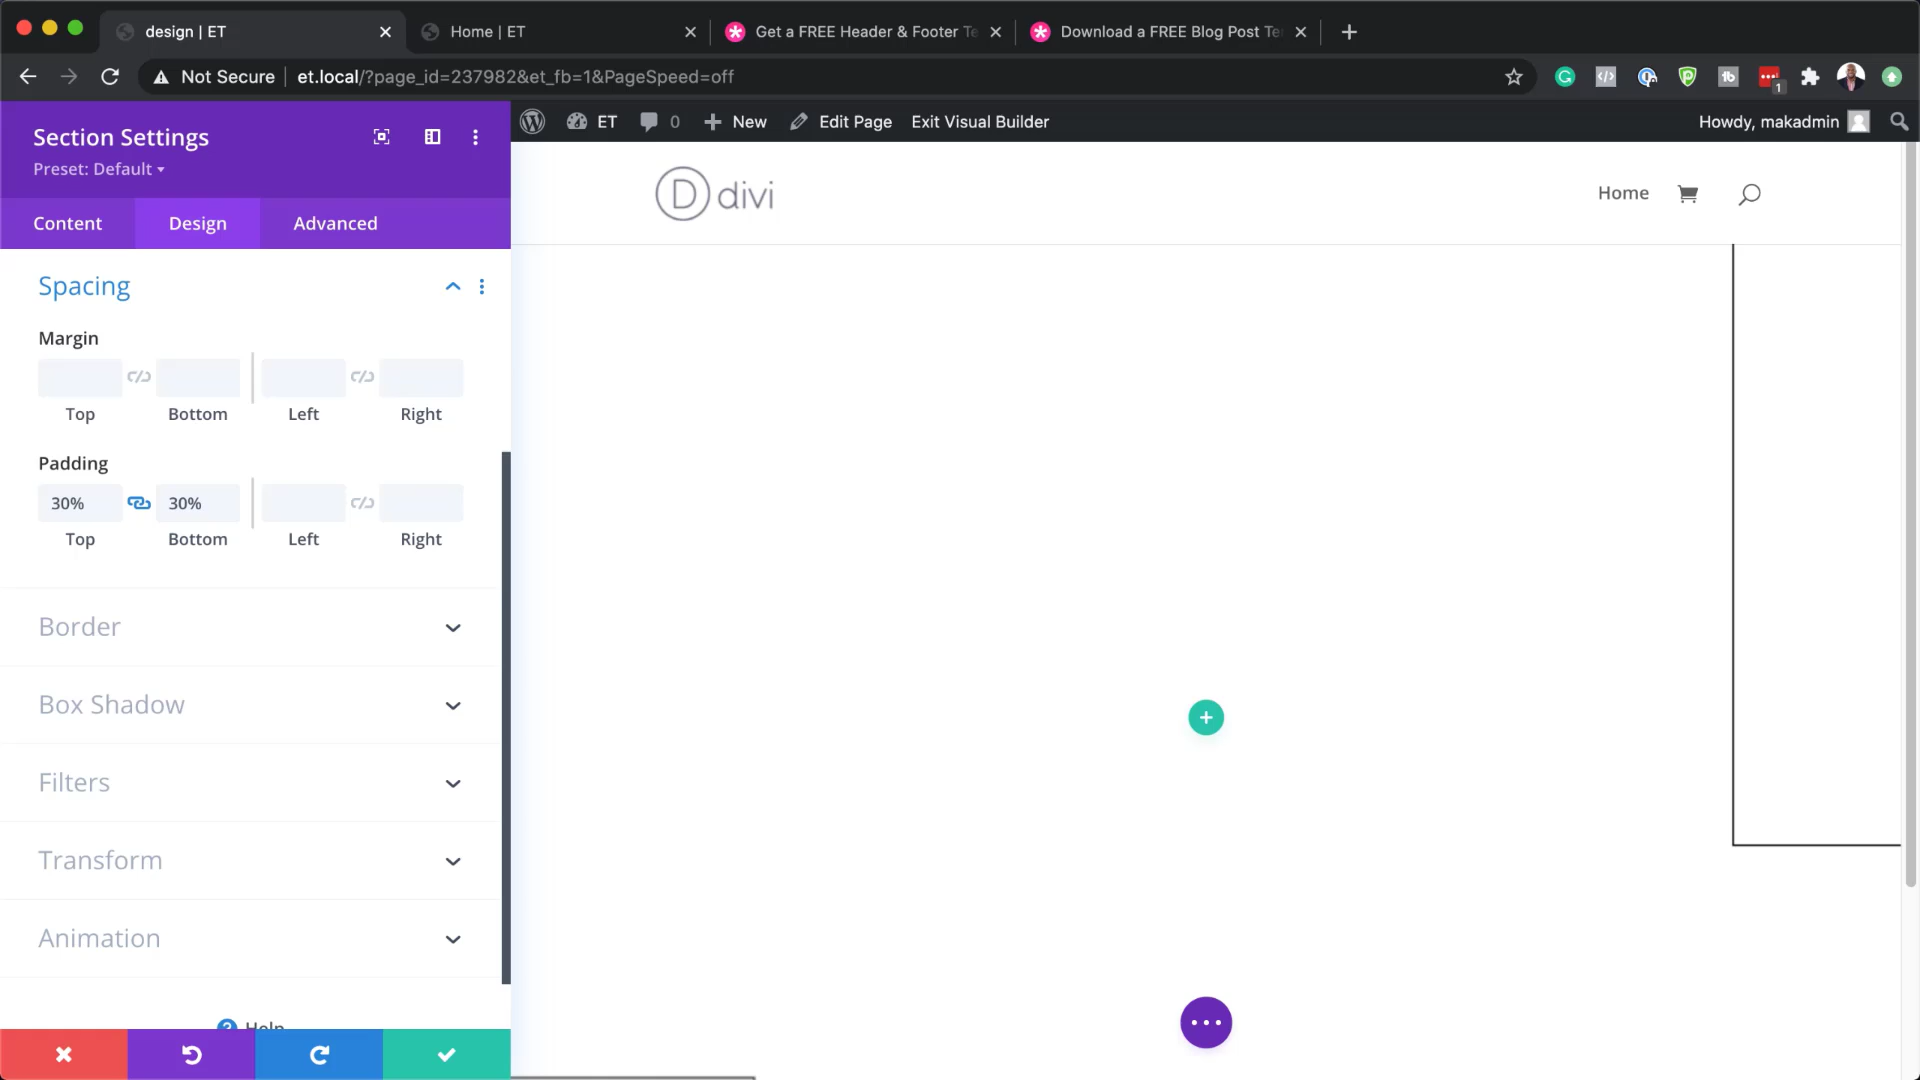 design | ET
Home | ET
Get a FREE Header & Footer Te
Download a FREE Blog Post Te
Not Secure
et.local/?page_id=237982&et_fb=1&PageSpeed=off
1
Section Settings
Preset: Default
ET
0
New
Edit Page
Exit Visual Builder
Howdy, makadmin
Content
Design
Advanced
D divi
Home
Spacing
Margin
Top
Bottom
Left
Right
Padding
30%
30%
Top
Bottom
Left
Right
Border
Box Shadow
Filters
Transform
Animation
Help